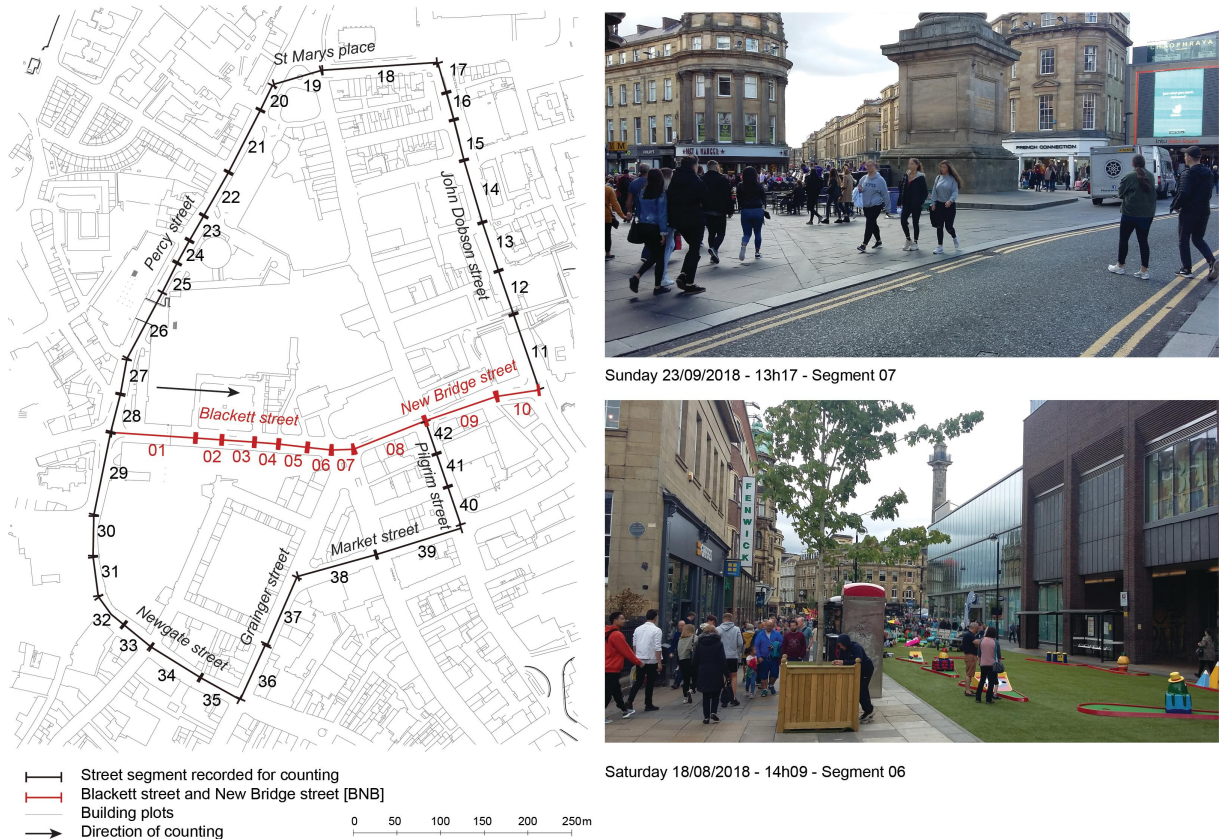 St Marys place
17
18
19
20
16
21
15
22
14
John Dobson street
Percy street
23
13
24
25
12
26
11
27
New Bridge street
10
28
Blackett street
09
42
01
02
03
04
05
06
07
08
29
41
Pilgrim street
40
30
Market street
39
31
38
Grainger street
37
32
Newgate street
33
34
36
35
Street segment recorded for counting
Blackett street and New Bridge street [BNB]
Building plots
Direction of counting
0 50 100 150 200 250m
CHAOPHRAYA
FRENCH CONNECTION
Sunday 23/09/2018 - 13h17 - Segment 07
FENWICK
Saturday 18/08/2018 - 14h09 - Segment 06